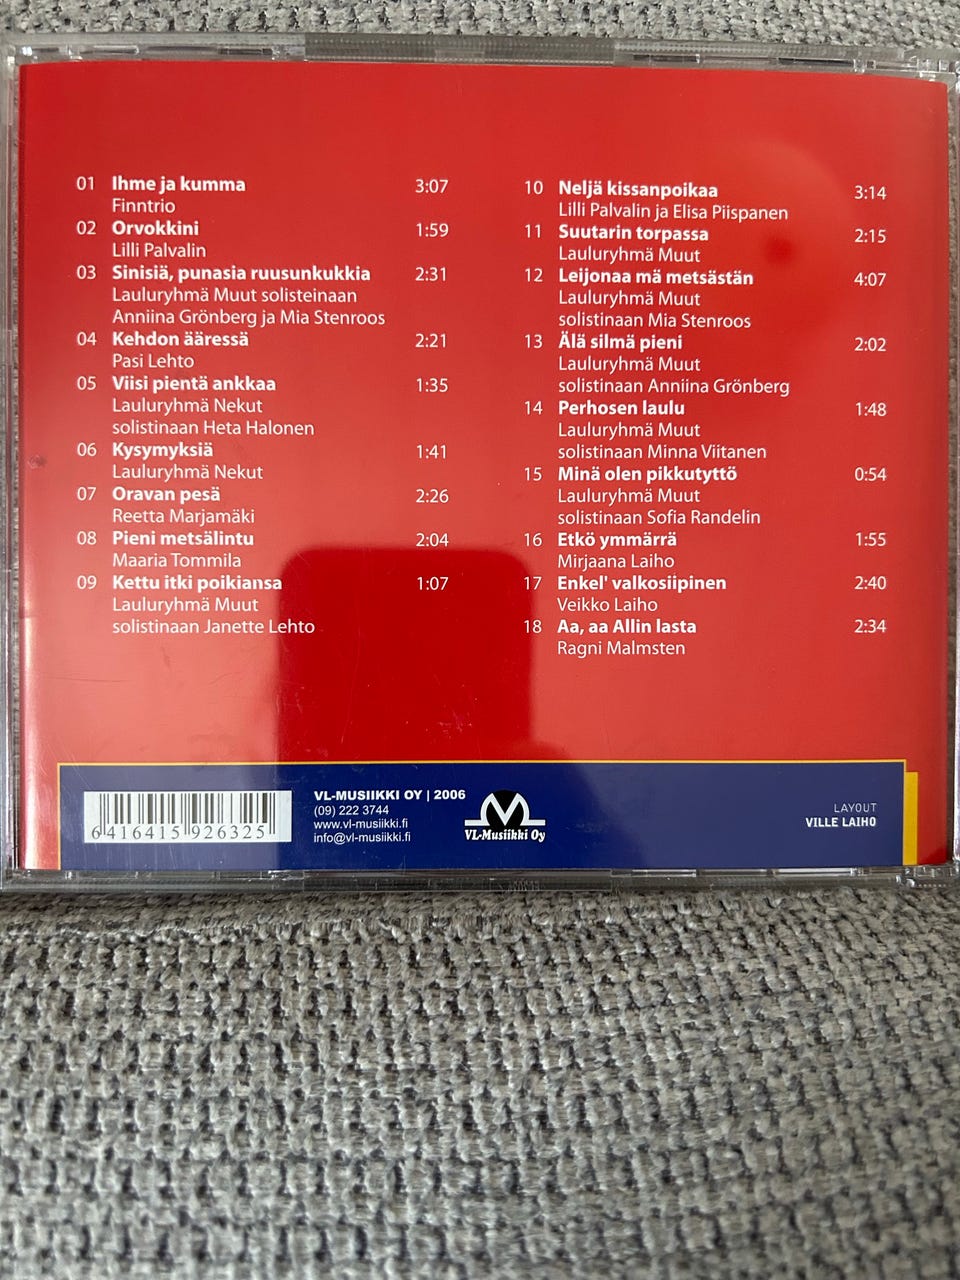 01 Ihme ja kumma 3:07
Finntrio
02 Orvokkini 1:59
Lilli Palvalin
03 Sinisiä, punasia ruusunkukkia 2:31
Lauluryhmä Muut solisteinaan
Anniina Grönberg ja Mia Stenroos
04 Kehdon ääressä 2:21
Pasi Lehto
05 Viisi pientä ankkaa 1:35
Lauluryhmä Nekut
solistinaan Heta Halonen
06 Kysymyksiä 1:41
Lauluryhmä Nekut
07 Oravan pesä 2:26
Reetta Marjamäki
08 Pieni metsälintu 2:04
Maaria Tommila
09 Kettu itki poikiansa 1:07
Lauluryhmä Muut
solistinaan Janette Lehto
10 Neljä kissanpoikaa 3:14
Lilli Palvalin ja Elisa Piispanen
11 Suutarin torpassa 2:15
Lauluryhmä Muut
12 Leijonaa mä metsästän 4:07
Lauluryhmä Muut
solistinaan Mia Stenroos
13 Älä silmä pieni 2:02
Lauluryhmä Muut
solistinaan Anniina Grönberg
14 Perhosen laulu 1:48
Lauluryhmä Muut
solistinaan Minna Viitanen
15 Minä olen pikkutyttö 0:54
Lauluryhmä Muut
solistinaan Sofia Randelin
16 Etkö ymmärrä 1:55
Mirjaana Laiho
17 Enkel' valkosiipinen 2:40
Veikko Laiho
18 Aa, aa Allin lasta 2:34
Ragni Malmsten
6 416415 926325
VL-MUSIIKKI OY | 2006
(09) 222 3744
www.vl-musiikki.fi
info@vl-musiikki.fi
VL-Musiikki Oy
LAYOUT
VILLE LAIHO